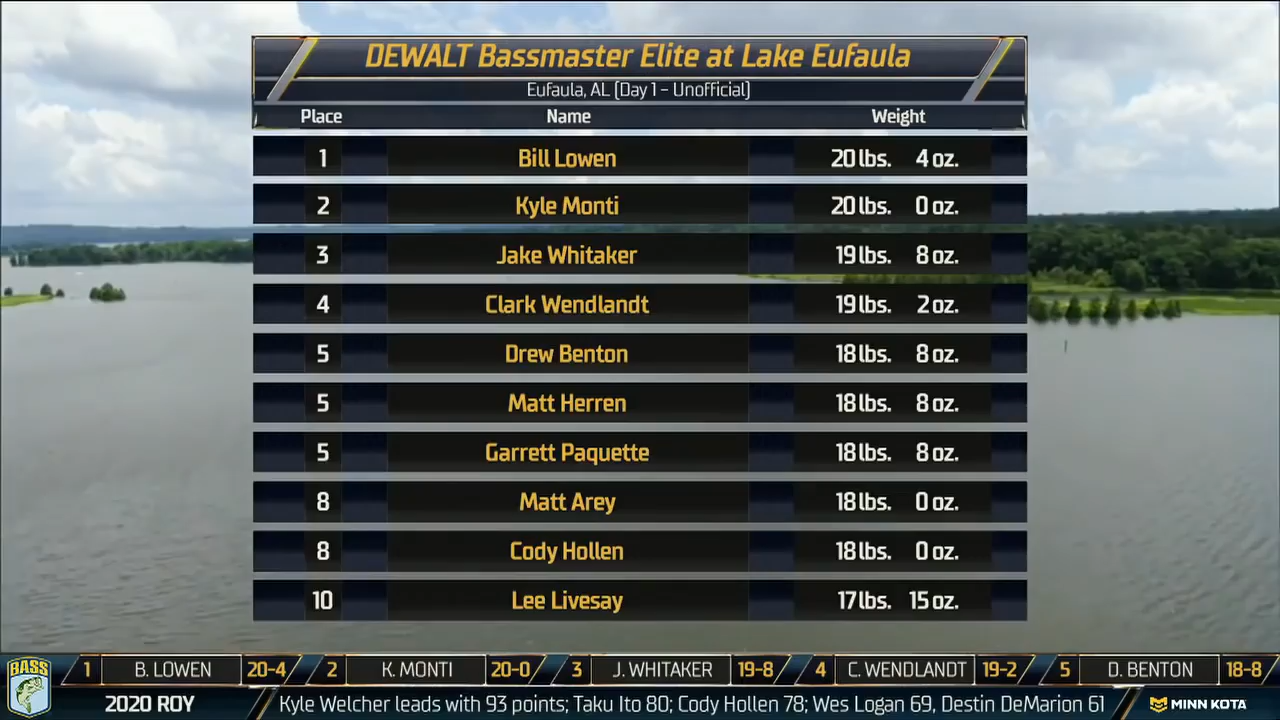 DEWALT Bassmaster Elite at Lake Eufaula
Eufaula, AL (Day 1 - Unofficial)
Place Name Weight
1 Bill Lowen 20 lbs. 4 oz.
2 Kyle Monti 20 lbs. 0 oz.
3 Jake Whitaker 19 lbs. 8 oz.
4 Clark Wendlandt 19 lbs. 2 oz.
5 Drew Benton 18 lbs. 8 oz.
5 Matt Herren 18 lbs. 8 oz.
5 Garrett Paquette 18 lbs. 8 oz.
8 Matt Arey 18 lbs. 0 oz.
8 Cody Hollen 18 lbs. 0 oz.
10 Lee Livesay 17 lbs. 15 oz.
BASS 1 B. LOWEN 20-4 2 K. MONTI 20-0 3 J. WHITAKER 19-8 4 C. WENDLANDT 19-2 5 D. BENTON 18-8
2020 ROY Kyle Welcher leads with 93 points; Taku Ito 80; Cody Hollen 78; Wes Logan 69, Destin DeMarion 61 MINN KOTA